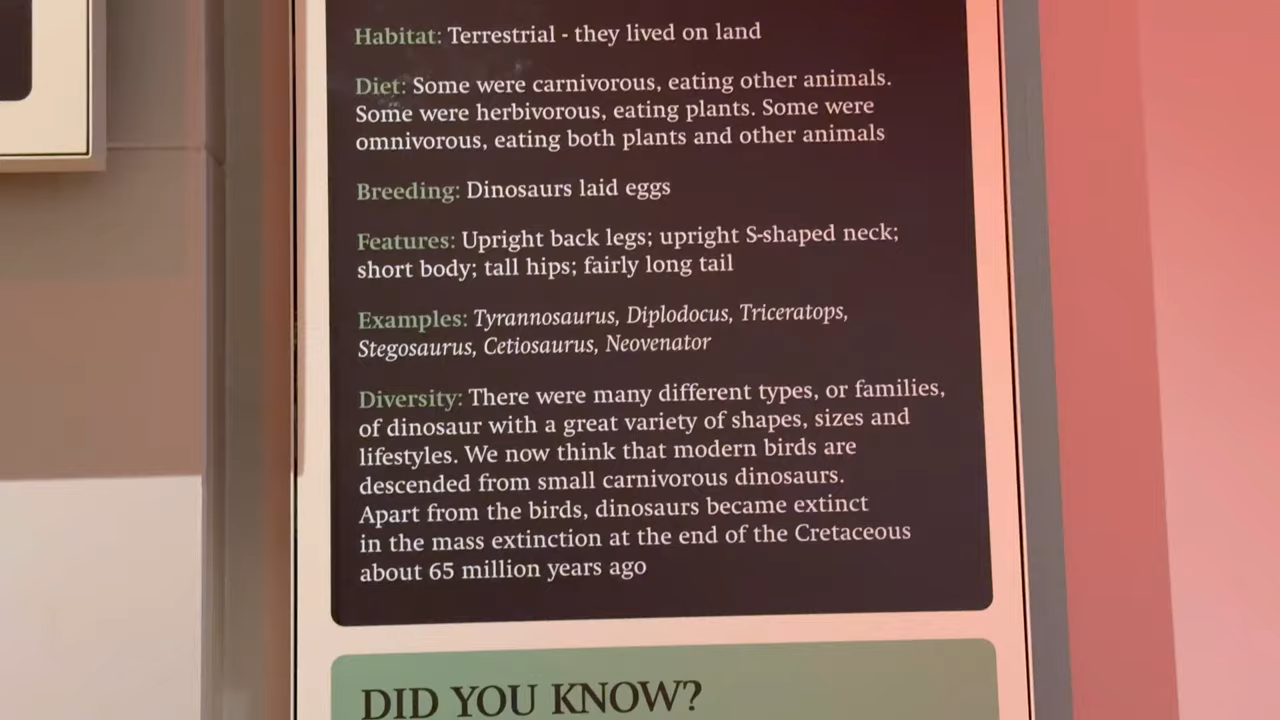 Habitat: Terrestrial - they lived on land
Diet: Some were carnivorous, eating other animals.
Some were herbivorous, eating plants. Some were
omnivorous, eating both plants and other animals
Breeding: Dinosaurs laid eggs
Features: Upright back legs; upright S-shaped neck;
short body; tall hips; fairly long tail
Examples: Tyrannosaurus, Diplodocus, Triceratops,
Stegosaurus, Cetiosaurus, Neovenator
Diversity: There were many different types, or families,
of dinosaur with a great variety of shapes, sizes and
lifestyles. We now think that modern birds are
descended from small carnivorous dinosaurs.
Apart from the birds, dinosaurs became extinct
in the mass extinction at the end of the Cretaceous
about 65 million years ago
DID YOU KNOW?